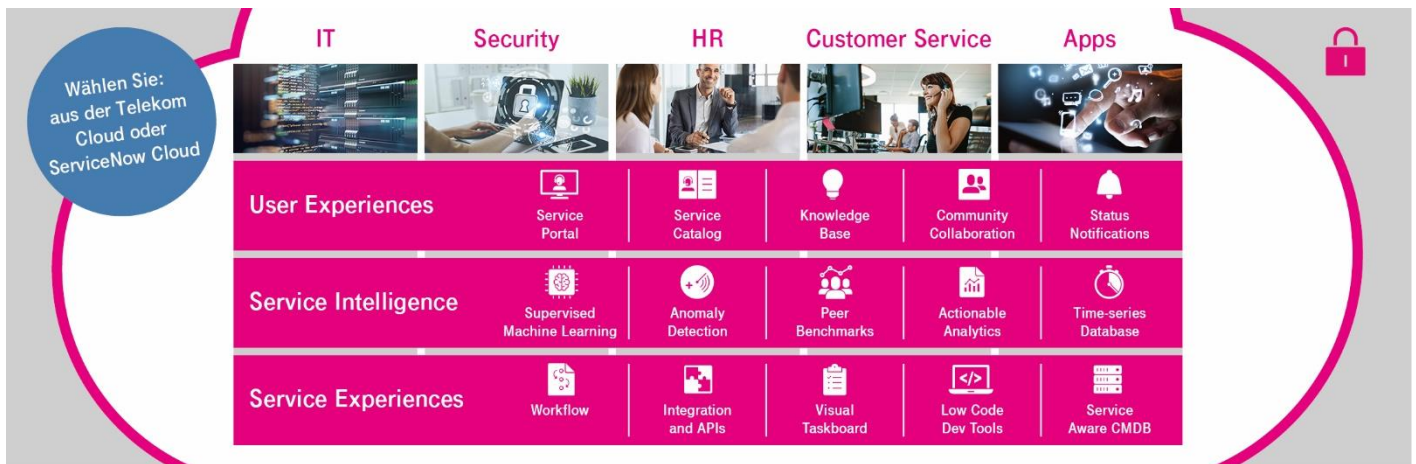 Wählen Sie:
aus der Telekom
Cloud oder
ServiceNow Cloud
IT
Security
HR
Customer Service
Apps
User Experiences
Service
Portal
Service
Catalog
Knowledge
Base
Community
Collaboration
Status
Notifications
Service Intelligence
Supervised
Machine Learning
Anomaly
Detection
Peer
Benchmarks
Actionable
Analytics
Time-series
Database
Service Experiences
Workflow
Integration
and APIs
Visual
Taskboard
Low Code
Dev Tools
Service
Aware CMDB